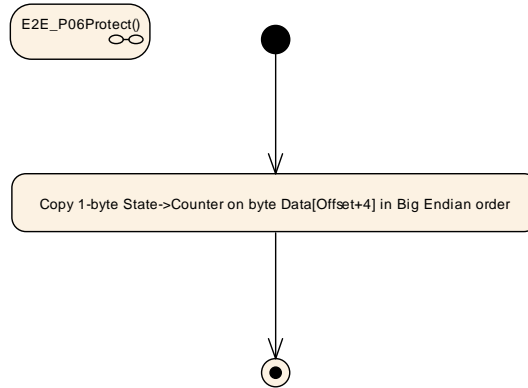 E2E_P06Protect()
Copy 1-byte State->Counter on byte Data[Offset+4] in Big Endian order